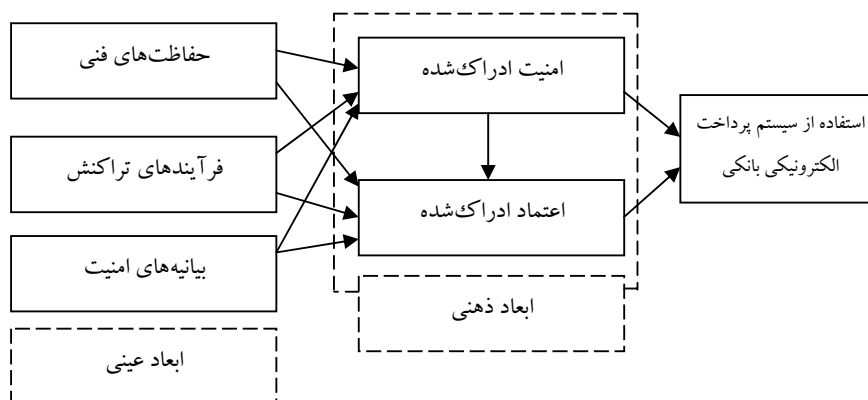 حفاظت‌های فنی
فرآیندهای تراکنش
بیانیه‌های امنیت
ابعاد عینی
امنیت ادراک‌شده
اعتماد ادراک‌شده
ابعاد ذهنی
استفاده از سیستم پرداخت
الکترونیکی بانکی